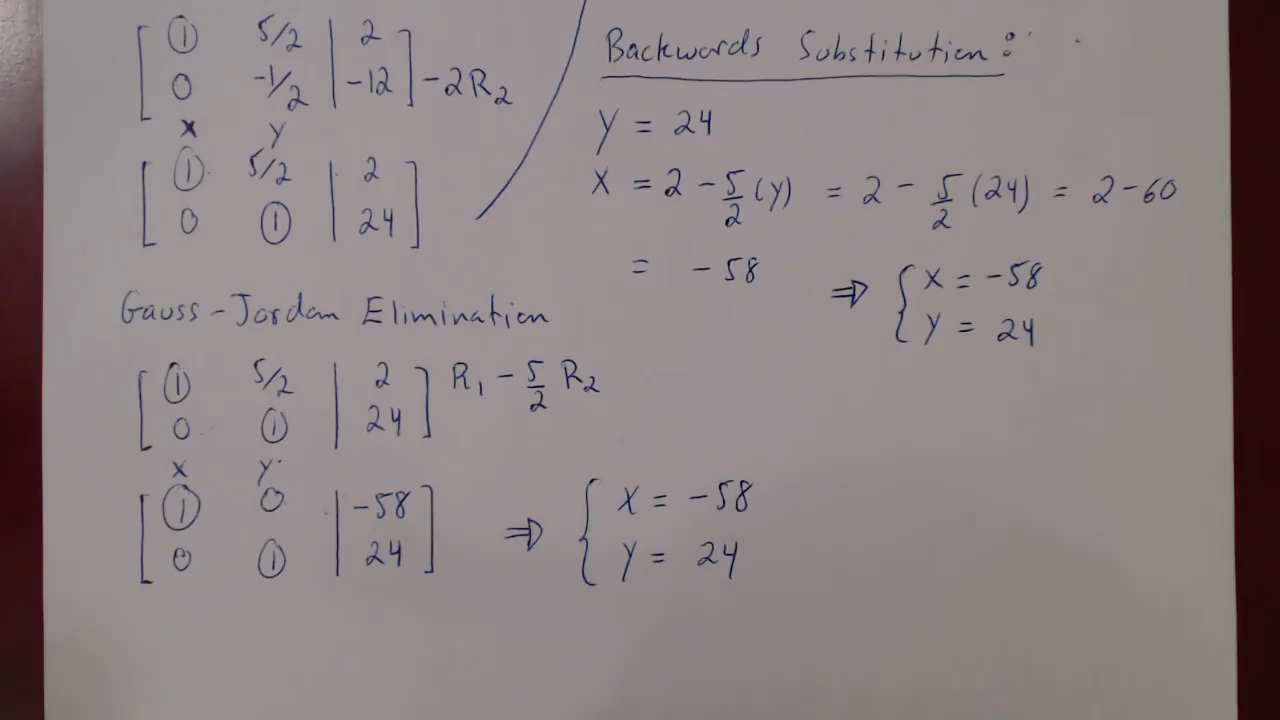 [ 1 5/2 | 2 ]
[ 0 -1/2 | -12 ] -2R₂
x y
[ 1 5/2 | 2 ]
[ 0 1 | 24 ]
Gauss-Jordan Elimination
[ 1 5/2 | 2 ] R₁ - 5/2 R₂
[ 0 1 | 24 ]
x y
[ 1 0 | -58 ]
[ 0 1 | 24 ]
⇒ { x = -58
y = 24
Backwards Substitution:
y = 24
x = 2 - 5/2 (y) = 2 - 5/2 (24) = 2 - 60
= -58
⇒ { x = -58
y = 24